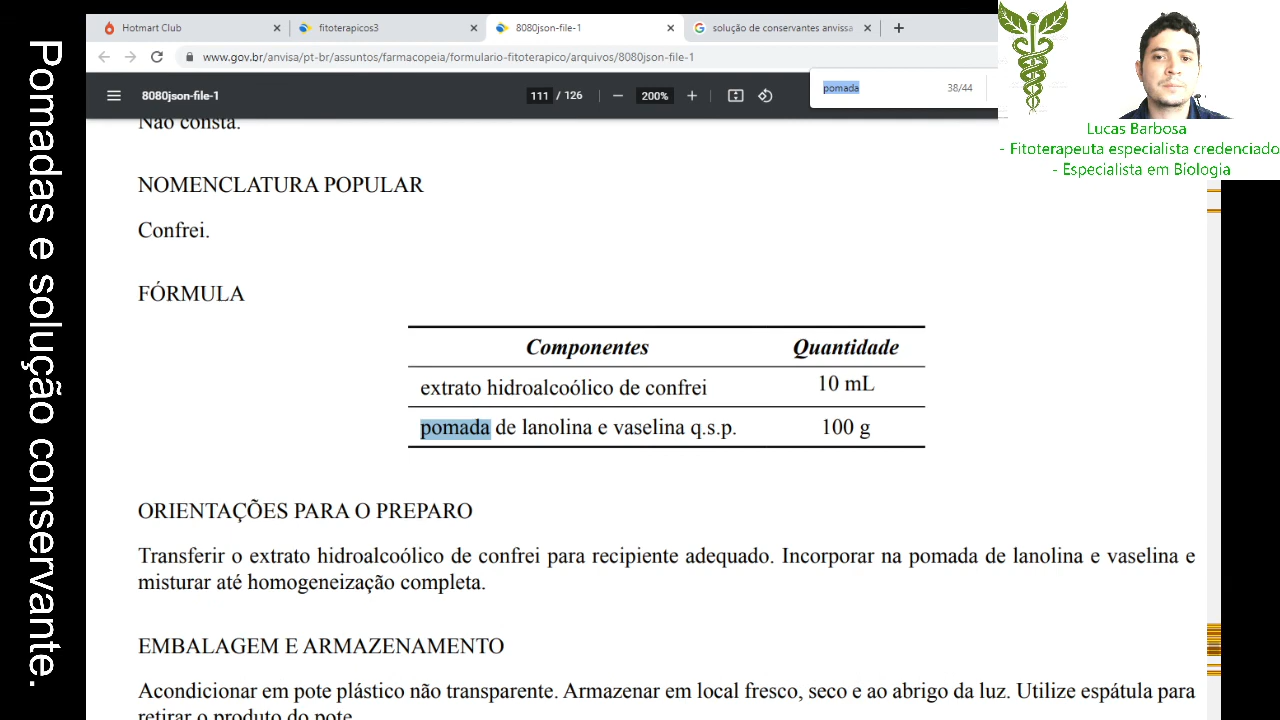 Pomadas e solução conservante.
Hotmart Club
fitoterapicos3
8080json-file-1
solução de conservantes anvissa
www.gov.br/anvisa/pt-br/assuntos/farmacopeia/formulario-fitoterapico/arquivos/8080json-file-1
8080json-file-1
111 / 126
200%
pomada
38/44
Lucas Barbosa
- Fitoterapeuta especialista credenciado
- Especialista em Biologia
Não consta.
NOMENCLATURA POPULAR
Confrei.
FÓRMULA
Componentes Quantidade
extrato hidroalcoólico de confrei 10 mL
pomada de lanolina e vaselina q.s.p. 100 g
ORIENTAÇÕES PARA O PREPARO
Transferir o extrato hidroalcoólico de confrei para recipiente adequado. Incorporar na pomada de lanolina e vaselina e
misturar até homogeneização completa.
EMBALAGEM E ARMAZENAMENTO
Acondicionar em pote plástico não transparente. Armazenar em local fresco, seco e ao abrigo da luz. Utilize espátula para
retirar o produto do pote.